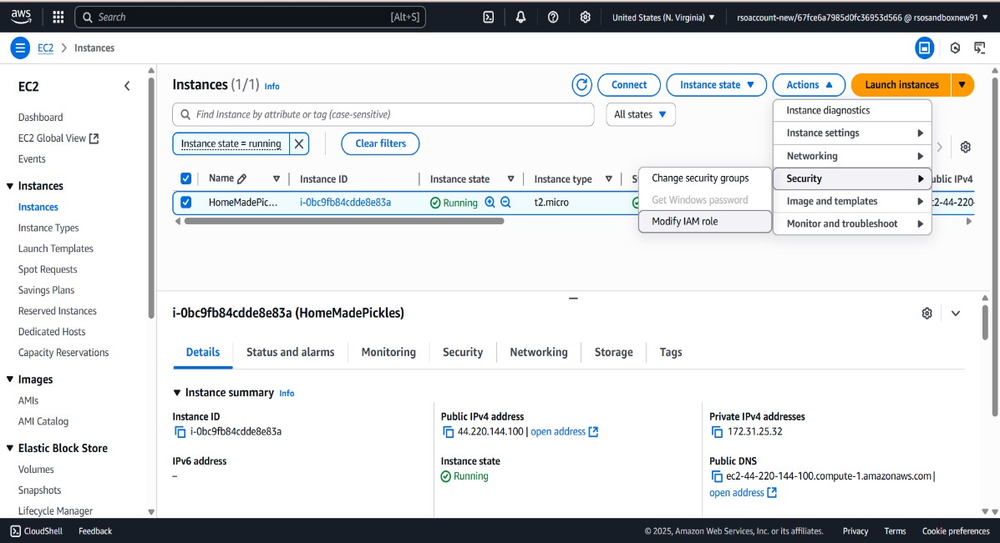 aws
Search [Alt+S]
United States (N. Virginia)
rsoaccount-new/67fce6a7985d0fc36953d566 @ rsosandboxnew91
EC2 > Instances
EC2
Dashboard
EC2 Global View
Events
Instances
Instances
Instance Types
Launch Templates
Spot Requests
Savings Plans
Reserved Instances
Dedicated Hosts
Capacity Reservations
Images
AMIs
AMI Catalog
Elastic Block Store
Volumes
Snapshots
Lifecycle Manager
Instances (1/1) Info
Connect
Instance state
Actions
Launch instances
Find Instance by attribute or tag (case-sensitive)
All states
Instance state = running
Clear filters
Name Instance ID Instance state Instance type
HomeMadePic... i-0bc9fb84cdde8e83a Running t2.micro
Instance diagnostics
Instance settings
Networking
Security
Image and templates
Monitor and troubleshoot
Change security groups
Get Windows password
Modify IAM role
i-0bc9fb84cdde8e83a (HomeMadePickles)
Details Status and alarms Monitoring Security Networking Storage Tags
Instance summary Info
Instance ID
i-0bc9fb84cdde8e83a
IPv6 address
–
Public IPv4 address
44.220.144.100 | open address
Instance state
Running
Private IPv4 addresses
172.31.25.32
Public DNS
ec2-44-220-144-100.compute-1.amazonaws.com |
open address
CloudShell Feedback
© 2025, Amazon Web Services, Inc. or its affiliates. Privacy Terms Cookie preferences